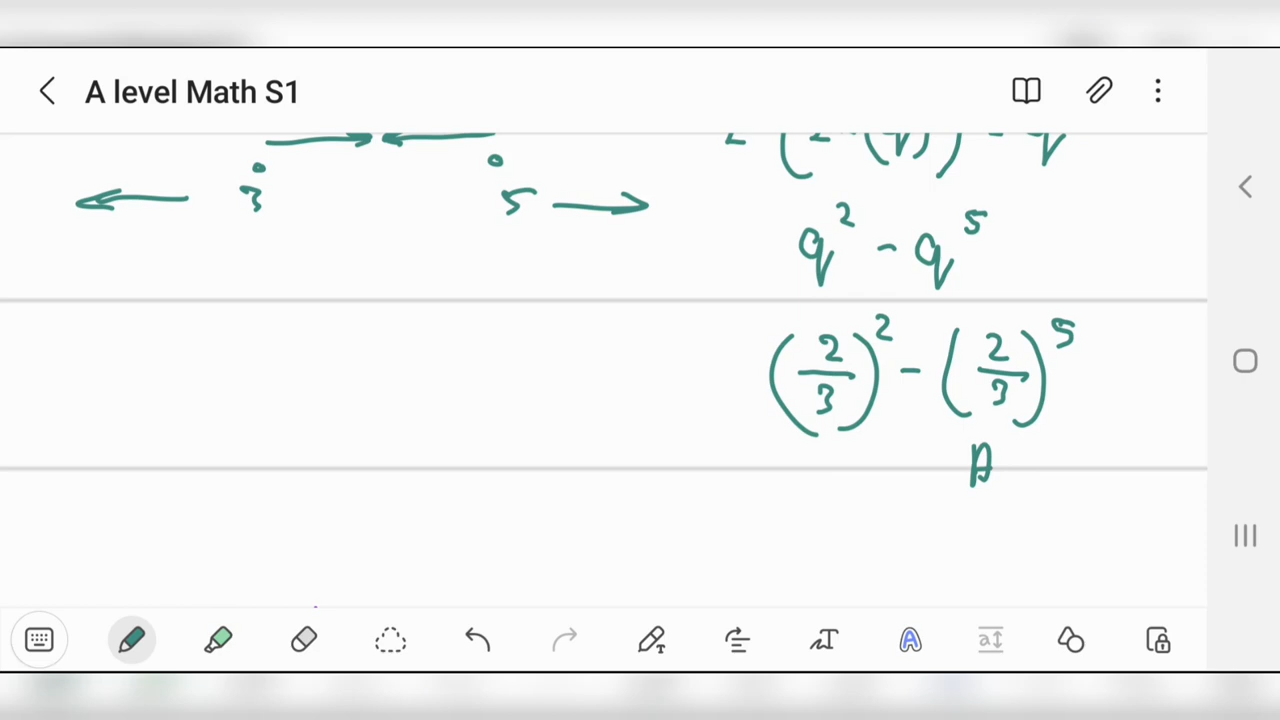 A level Math S1
3 5
q² - q⁵
(2/3)² - (2/3)⁵
A